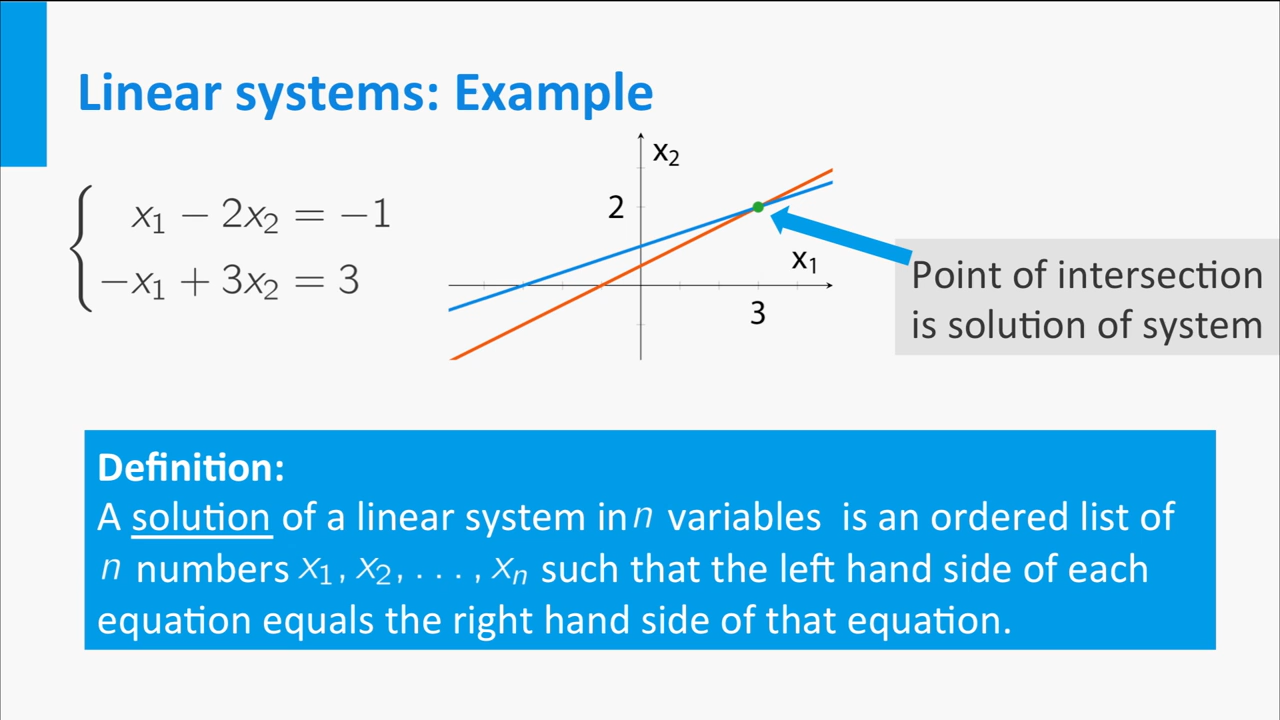 Linear systems: Example
x₁ − 2x₂ = −1
−x₁ + 3x₂ = 3
x₂
2
x₁
3
Point of intersection
is solution of system
Definition:
A solution of a linear system in n variables is an ordered list of
n numbers x₁, x₂, . . . , xₙ such that the left hand side of each
equation equals the right hand side of that equation.